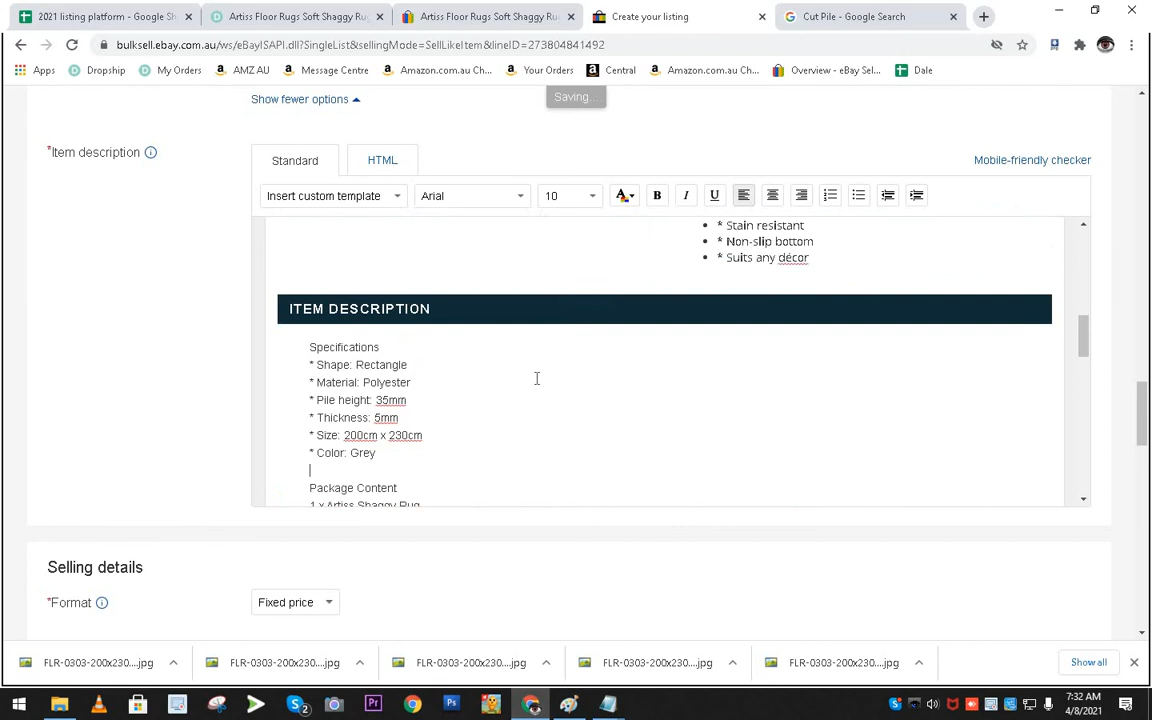 2021 listing platform - Google Sh
Artiss Floor Rugs Soft Shaggy Rug
Artiss Floor Rugs Soft Shaggy Ru
Create your listing
Cut Pile - Google Search
bulksell.ebay.com.au/ws/eBayISAPI.dll?SingleList&sellingMode=SellLikeItem&lineID=273804841492
Apps
Dropship
My Orders
AMZ AU
Message Centre
Amazon.com.au Ch...
Your Orders
Central
Amazon.com.au Ch...
Overview - eBay Sel...
Dale
Show fewer options
Saving...
*Item description
Standard
HTML
Mobile-friendly checker
Insert custom template
Arial
10
A
B
I
U
• * Stain resistant
• * Non-slip bottom
• * Suits any décor
ITEM DESCRIPTION
Specifications
* Shape: Rectangle
* Material: Polyester
* Pile height: 35mm
* Thickness: 5mm
* Size: 200cm x 230cm
* Color: Grey
Package Content
1 x Artiss Shaggy Rug
Selling details
*Format
Fixed price
FLR-0303-200x230....jpg
FLR-0303-200x230....jpg
FLR-0303-200x230....jpg
FLR-0303-200x230....jpg
FLR-0303-200x230....jpg
Show all
7:32 AM
4/8/2021